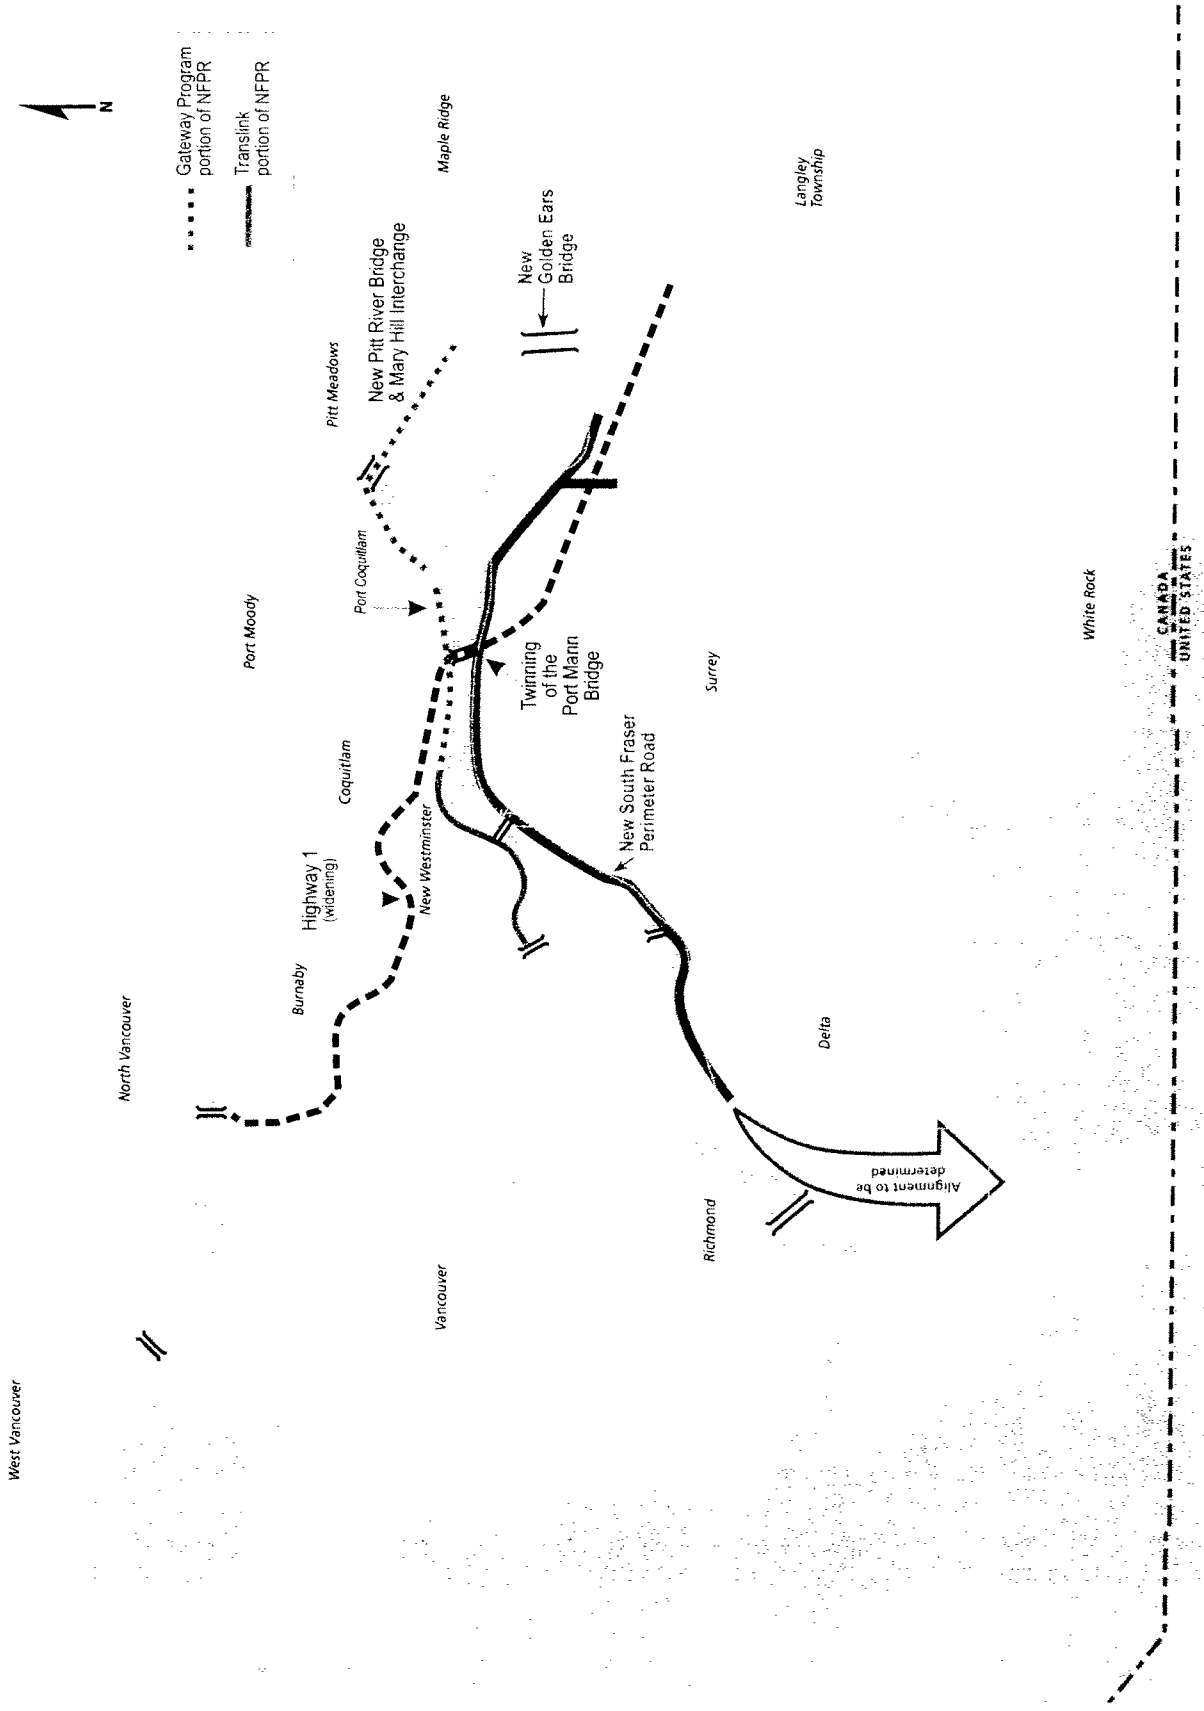 N
Gateway Program
portion of NFPR
Translink
portion of NFPR
West Vancouver
North Vancouver
Port Moody
Pitt Meadows
New Pitt River Bridge
& Mary Hill Interchange
Maple Ridge
Burnaby
Highway 1
(widening)
Coquitlam
Port Coquitlam
Vancouver
New Westminster
Twinning
of the
Port Mann
Bridge
New
Golden Ears
Bridge
New South Fraser
Perimeter Road
Richmond
Surrey
Langley
Township
Delta
Alignment to be
determined
White Rock
CANADA
UNITED STATES